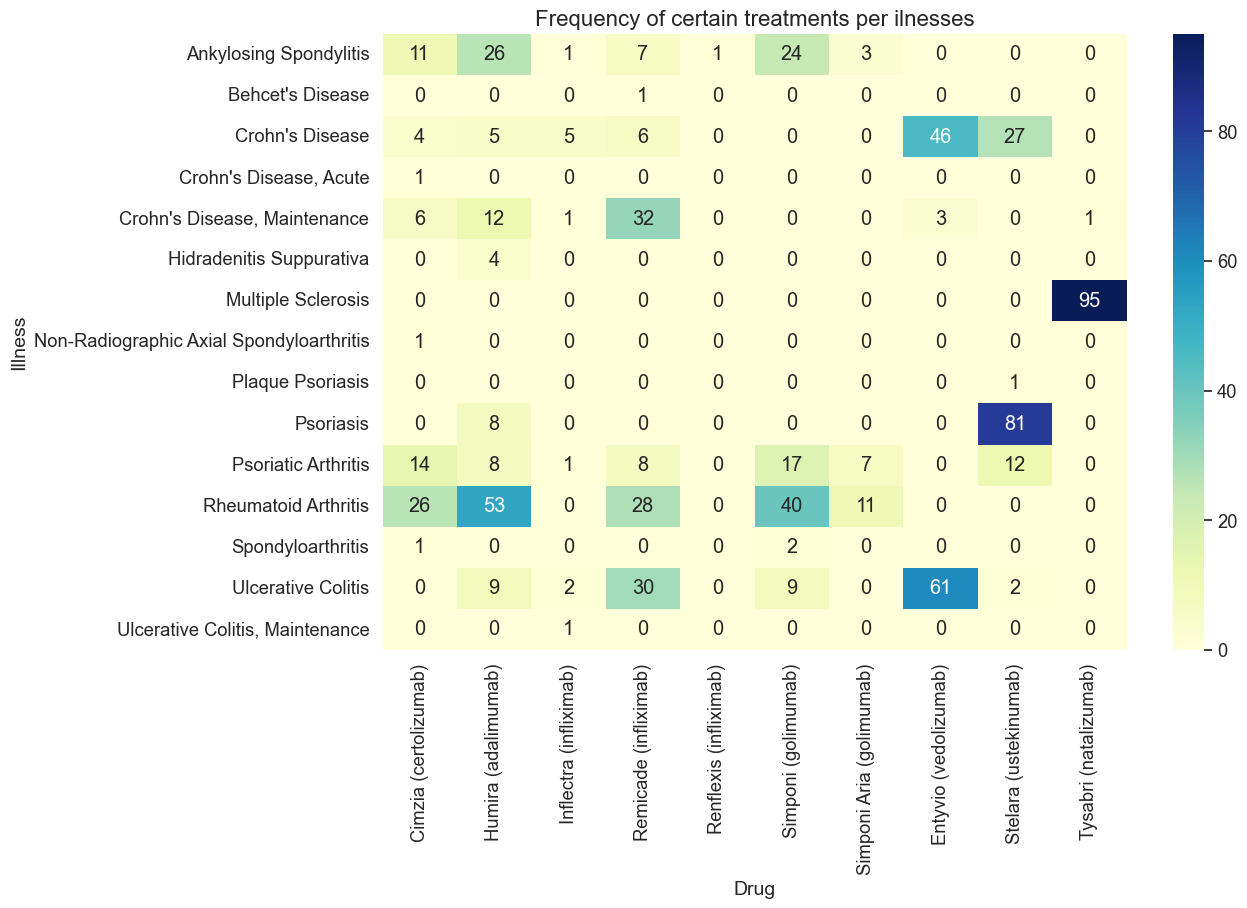 Frequency of certain treatments per ilnesses
Ankylosing Spondylitis 11 26 1 7 1 24 3 0 0 0
Behcet's Disease 0 0 0 1 0 0 0 0 0 0
Crohn's Disease 4 5 5 6 0 0 0 46 27 0
Crohn's Disease, Acute 1 0 0 0 0 0 0 0 0 0
Crohn's Disease, Maintenance 6 12 1 32 0 0 0 3 0 1
Hidradenitis Suppurativa 0 4 0 0 0 0 0 0 0 0
Multiple Sclerosis 0 0 0 0 0 0 0 0 0 95
Non-Radiographic Axial Spondyloarthritis 1 0 0 0 0 0 0 0 0 0
Plaque Psoriasis 0 0 0 0 0 0 0 0 1 0
Psoriasis 0 8 0 0 0 0 0 0 81 0
Psoriatic Arthritis 14 8 1 8 0 17 7 0 12 0
Rheumatoid Arthritis 26 53 0 28 0 40 11 0 0 0
Spondyloarthritis 1 0 0 0 0 2 0 0 0 0
Ulcerative Colitis 0 9 2 30 0 9 0 61 2 0
Ulcerative Colitis, Maintenance 0 0 1 0 0 0 0 0 0 0
Illness
Cimzia (certolizumab)
Humira (adalimumab)
Inflectra (infliximab)
Remicade (infliximab)
Renflexis (infliximab)
Simponi (golimumab)
Simponi Aria (golimumab)
Entyvio (vedolizumab)
Stelara (ustekinumab)
Tysabri (natalizumab)
Drug
80
60
40
20
0